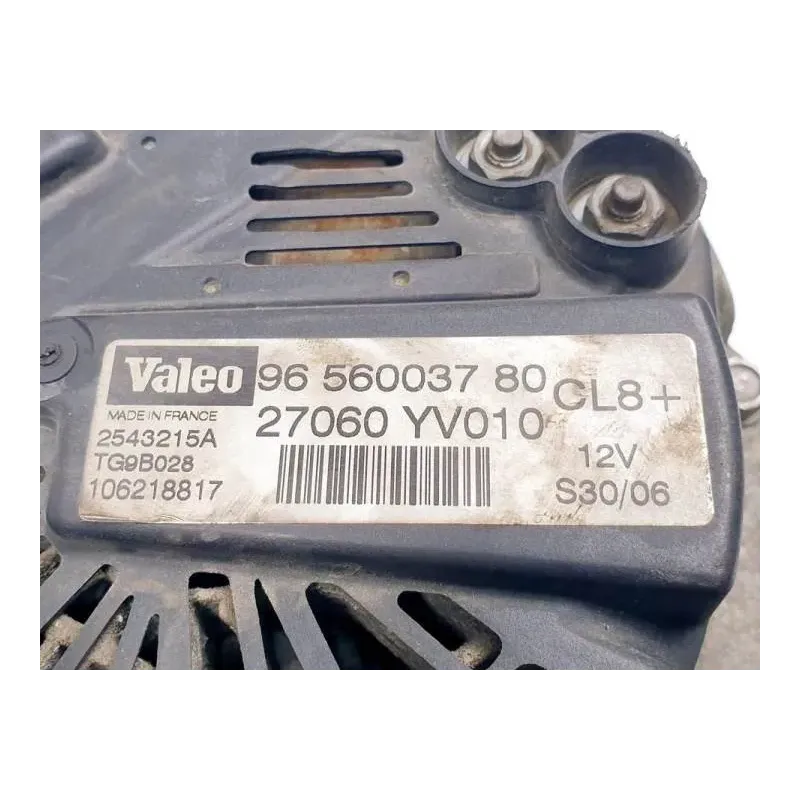 Valeo 96 560037 80 CL8+
MADE IN FRANCE 27060 YV010
2543215A 12V
TG9B028 S30/06
106218817